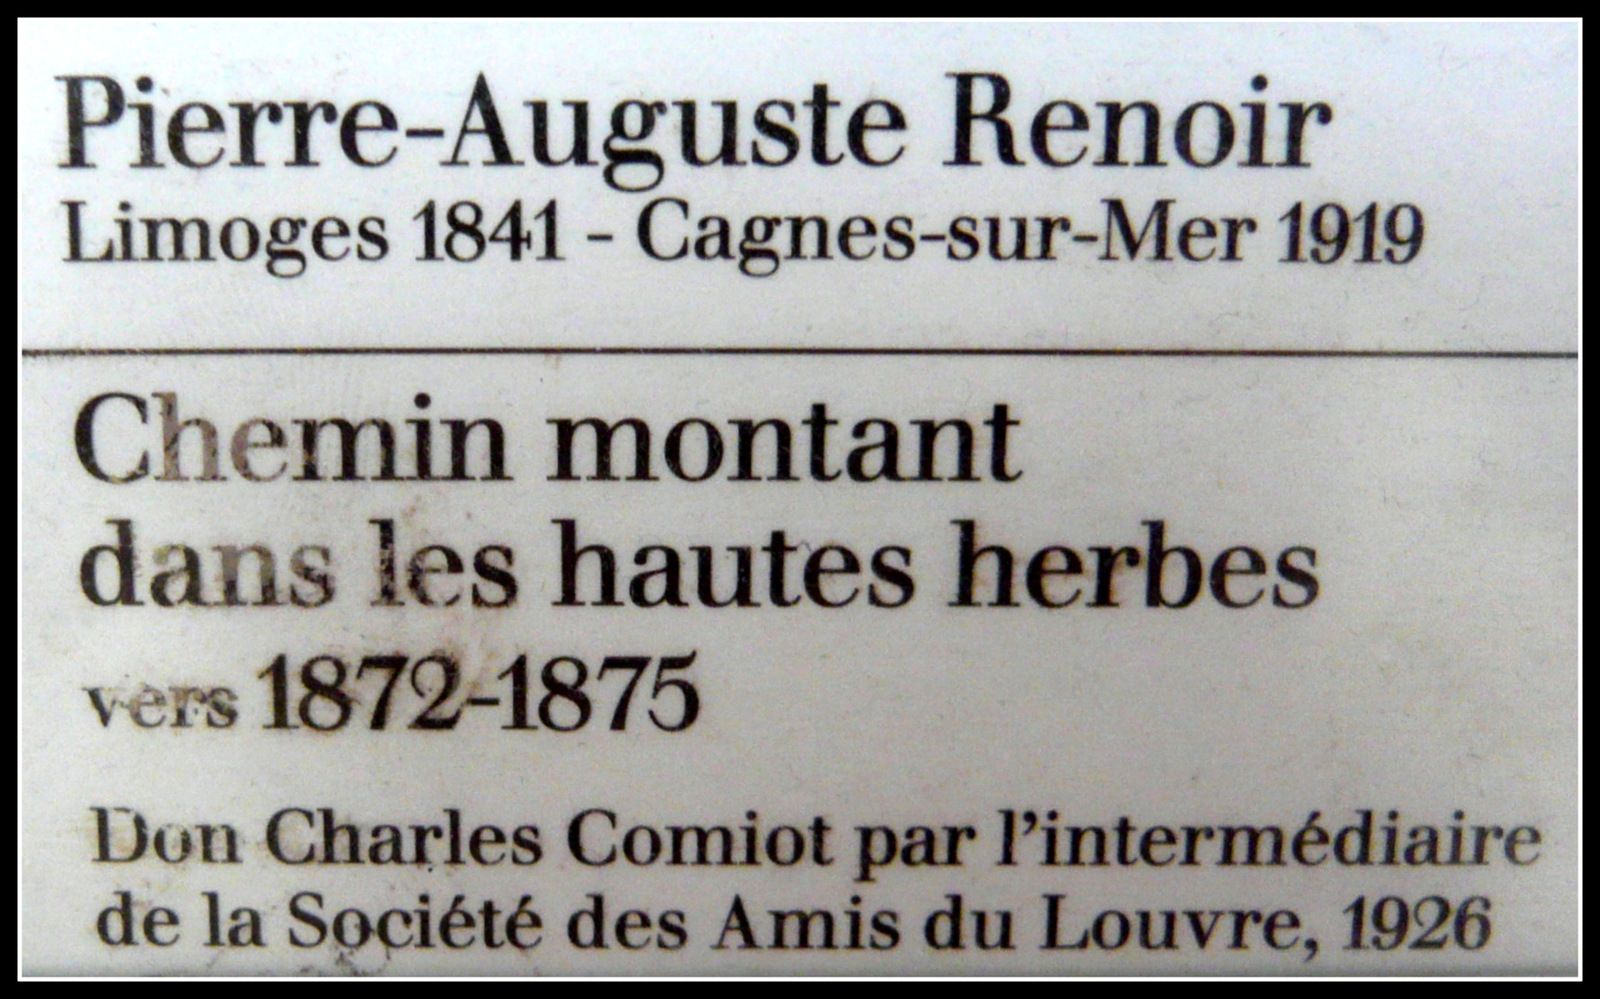 Pierre-Auguste Renoir
Limoges 1841 - Cagnes-sur-Mer 1919
Chemin montant
dans les hautes herbes
vers 1872-1875
Don Charles Comiot par l'intermédiaire
de la Société des Amis du Louvre, 1926